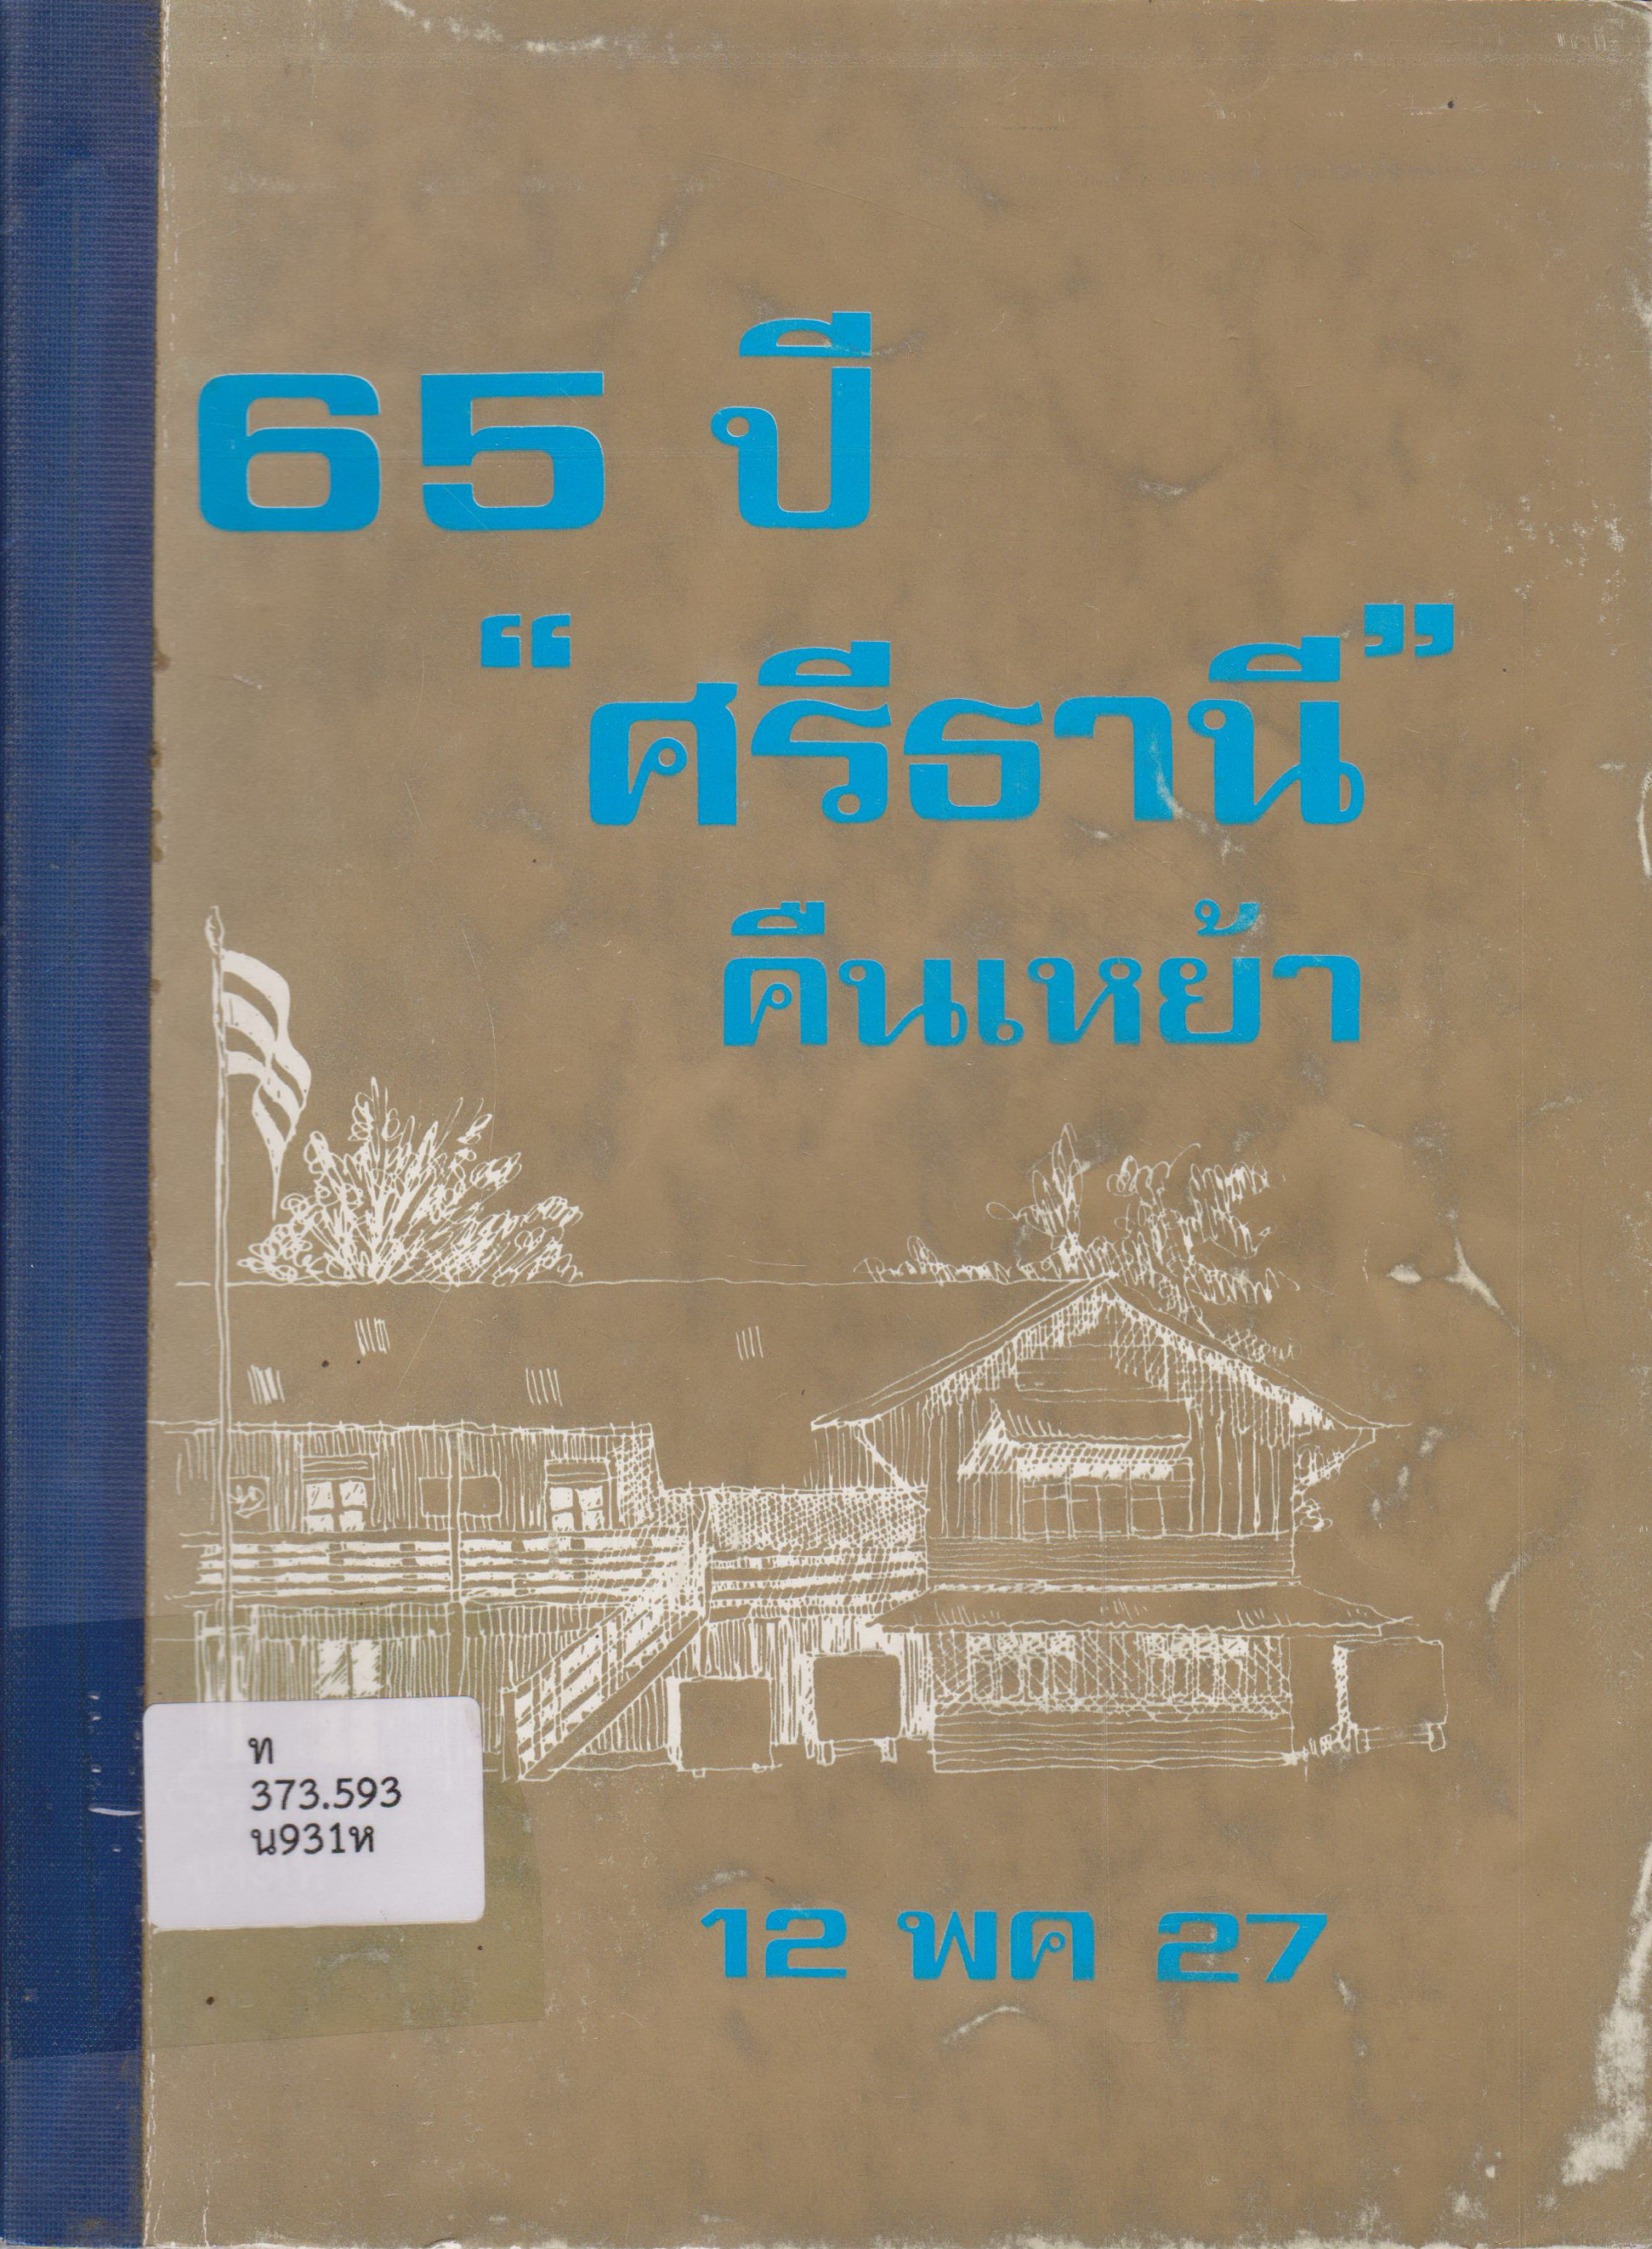 65 ปี
“ศรีธานี”
คืนเหย้า
ท
373.593
น931ห
12 พค 27